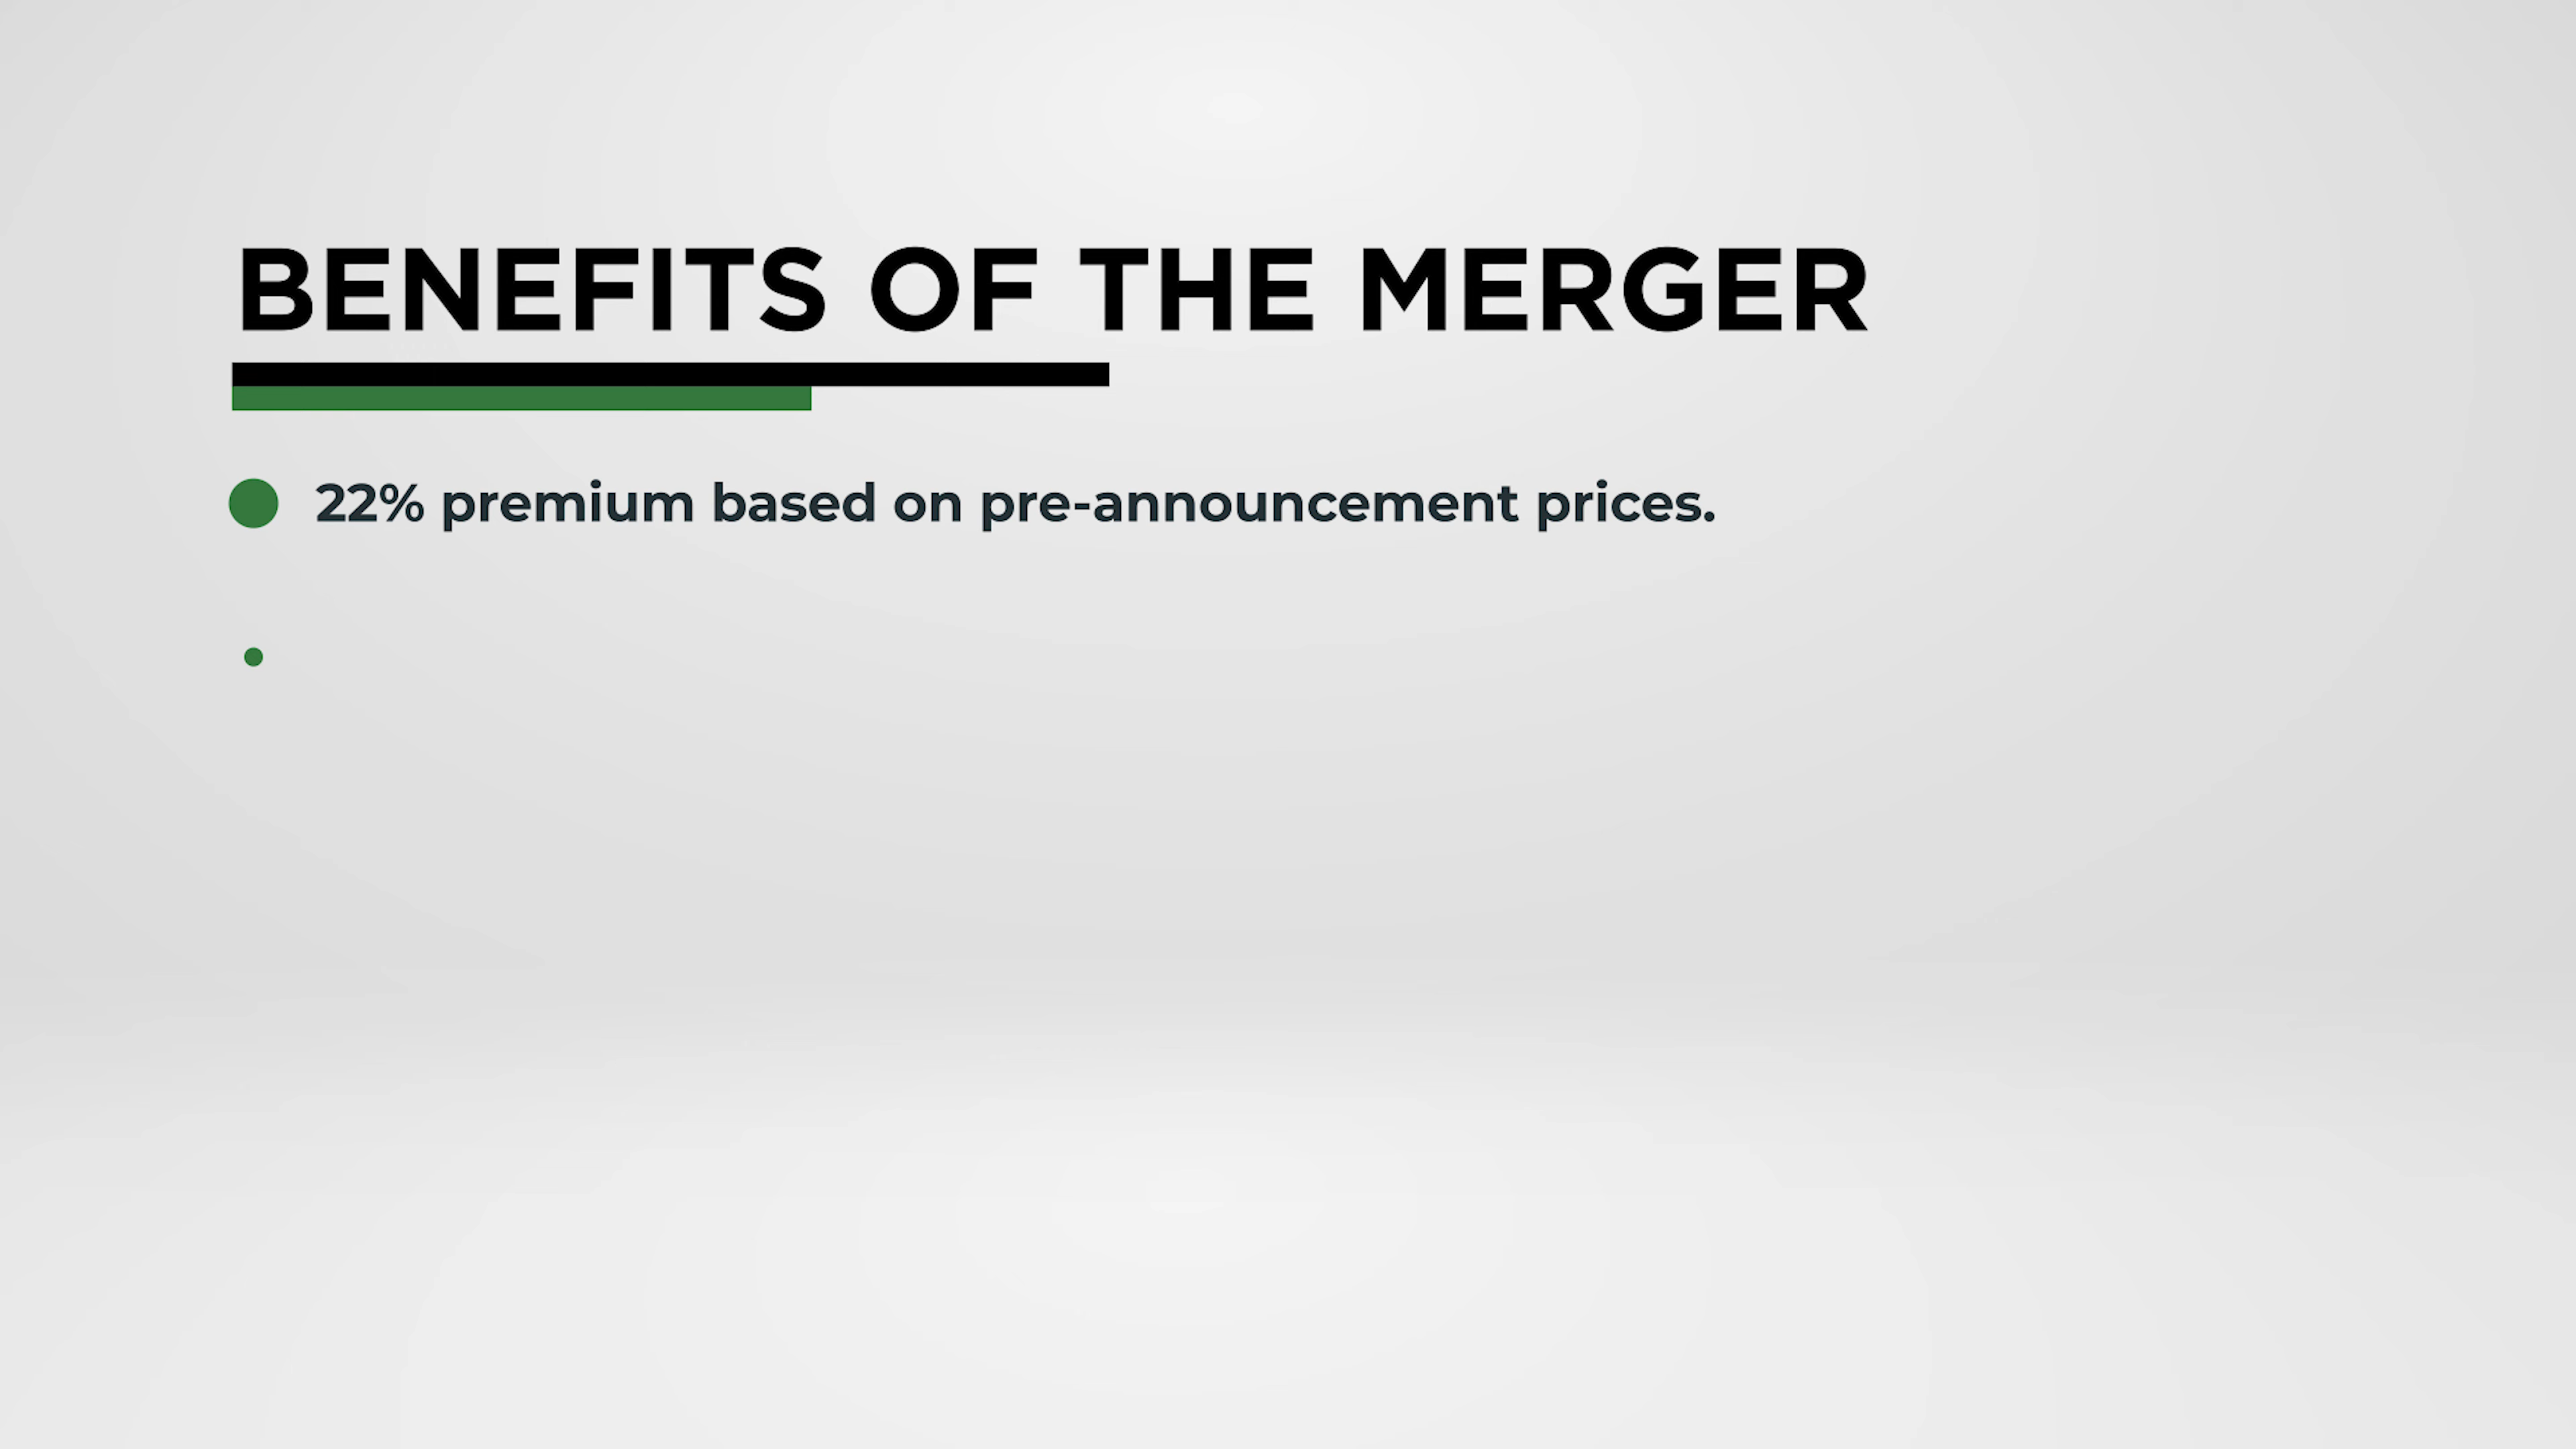 BENEFITS OF THE MERGER
22% premium based on pre-announcement prices.